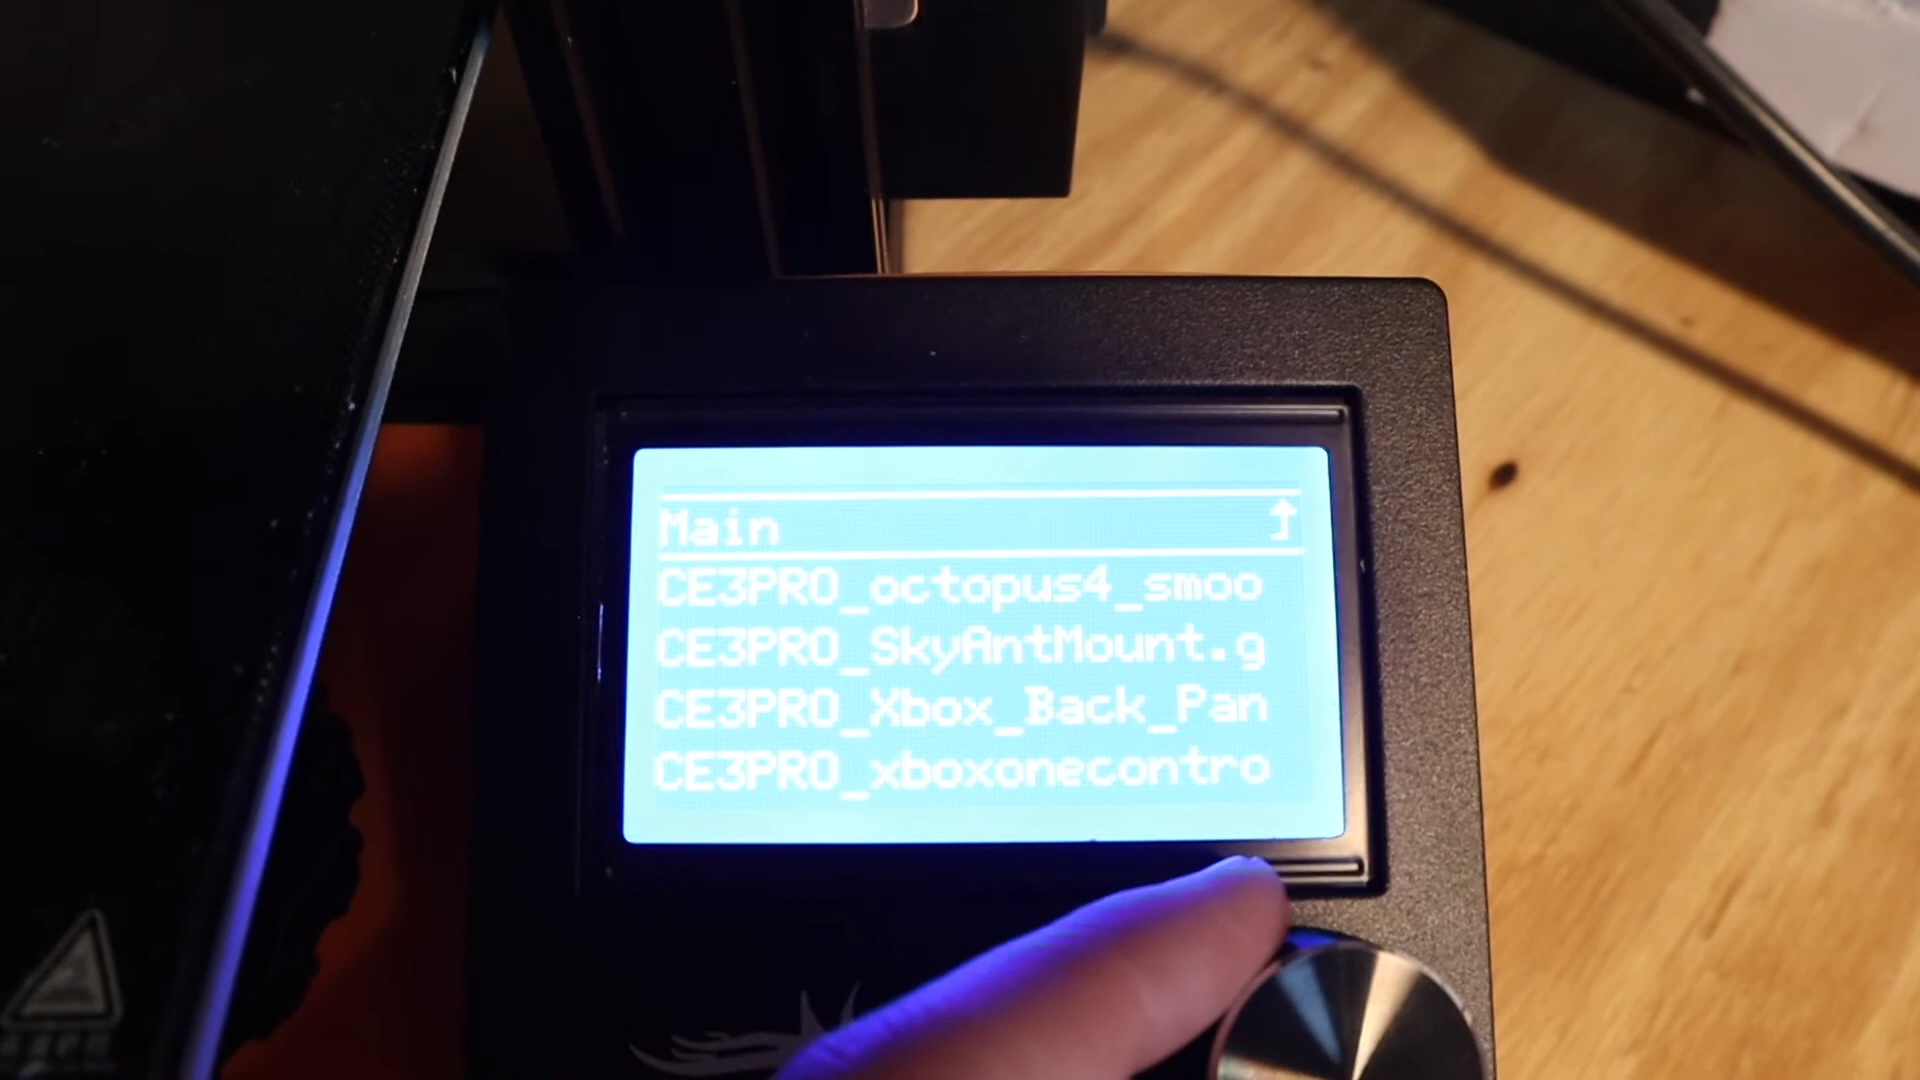 Main
CE3PRO_octopus4_smoo
CE3PRO_SkyAntMount.g
CE3PRO_Xbox_Back_Pan
CE3PRO_xboxonecontro